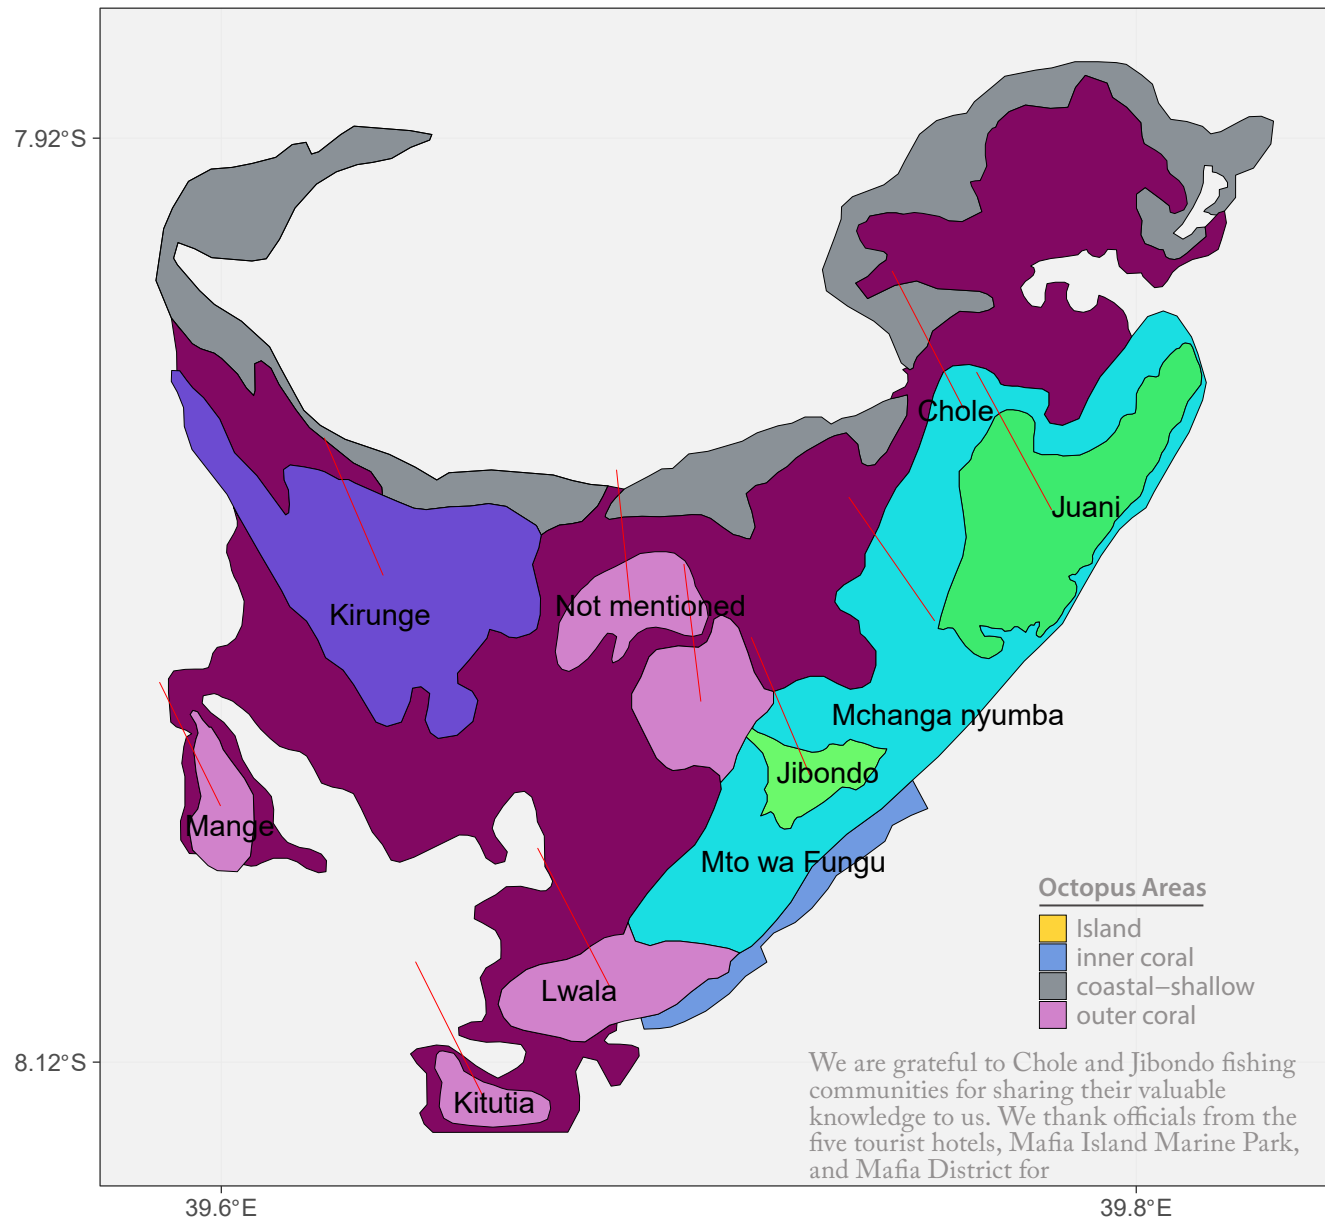 7.92°S
Chole
Juani
Not mentioned
Kirunge
Mchanga nyumba
Jibondo
Mange
Mto wa Fungu
Octopus Areas
Island
inner coral
coastal–shallow
outer coral
Lwala
8.12°S
Kitutia
We are grateful to Chole and Jibondo fishing
communities for sharing their valuable
knowledge to us. We thank officials from the
five tourist hotels, Mafia Island Marine Park,
and Mafia District for
39.6°E
39.8°E